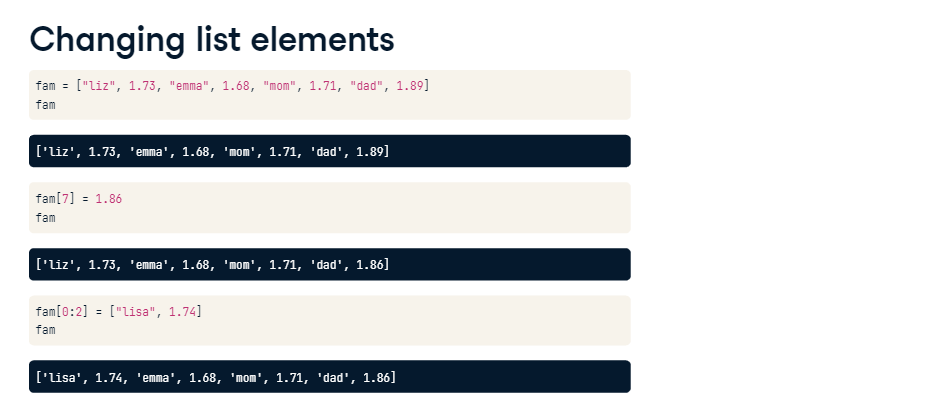 Changing list elements
fam = ["liz", 1.73, "emma", 1.68, "mom", 1.71, "dad", 1.89]
fam
['liz', 1.73, 'emma', 1.68, 'mom', 1.71, 'dad', 1.89]
fam[7] = 1.86
fam
['liz', 1.73, 'emma', 1.68, 'mom', 1.71, 'dad', 1.86]
fam[0:2] = ["lisa", 1.74]
fam
['lisa', 1.74, 'emma', 1.68, 'mom', 1.71, 'dad', 1.86]